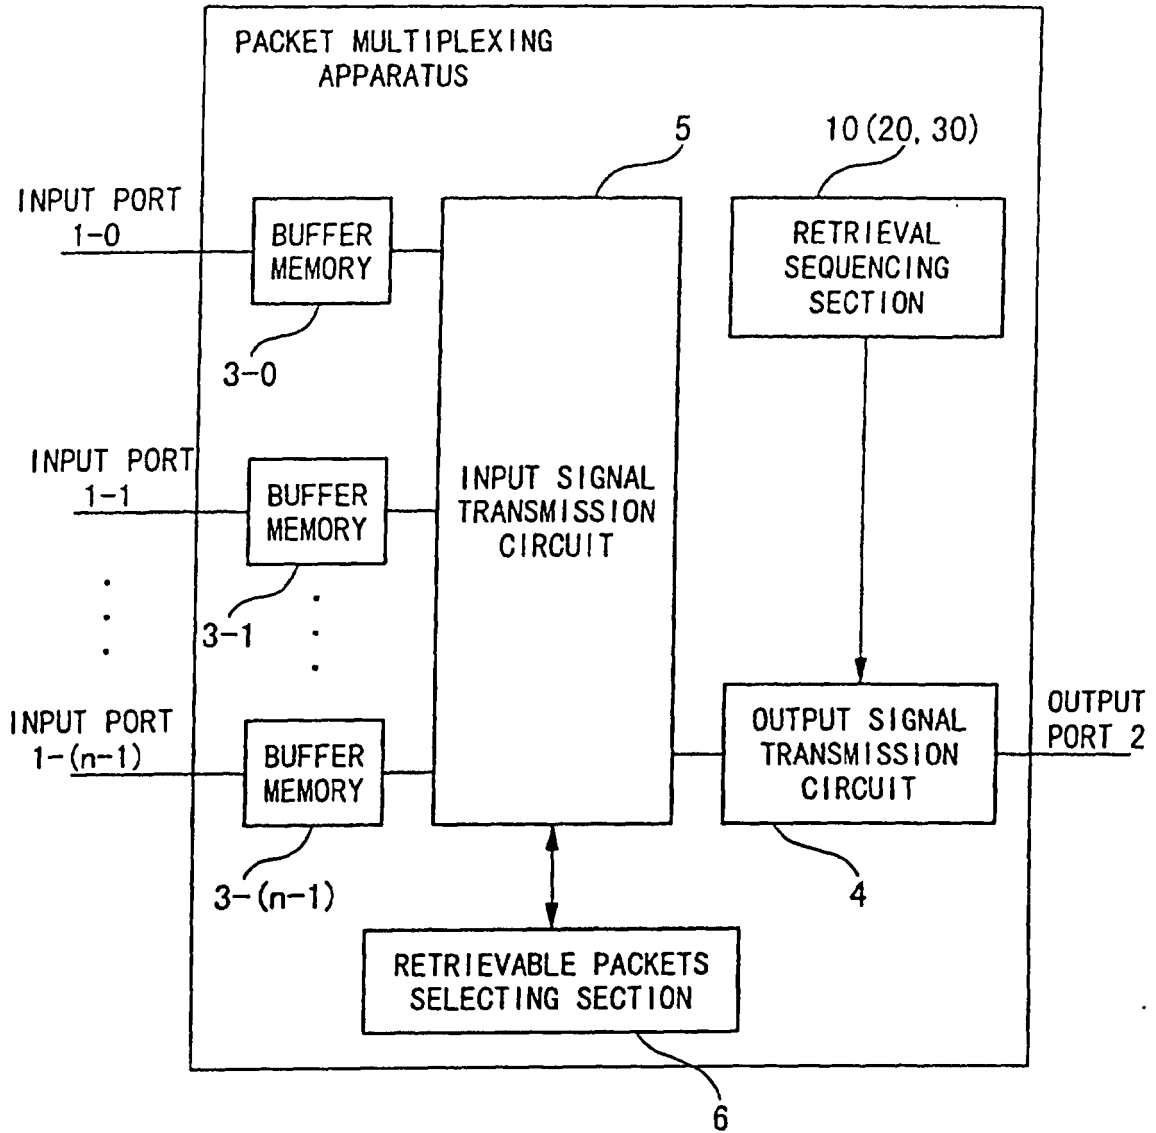 PACKET MULTIPLEXING
APPARATUS
5
10(20, 30)
INPUT PORT
1-0
BUFFER
MEMORY
RETRIEVAL
SEQUENCING
SECTION
3-0
INPUT PORT
1-1
BUFFER
MEMORY
INPUT SIGNAL
TRANSMISSION
CIRCUIT
3-1
INPUT PORT
1-(n-1)
BUFFER
MEMORY
OUTPUT SIGNAL
TRANSMISSION
CIRCUIT
OUTPUT
PORT 2
3-(n-1)
4
RETRIEVABLE PACKETS
SELECTING SECTION
6